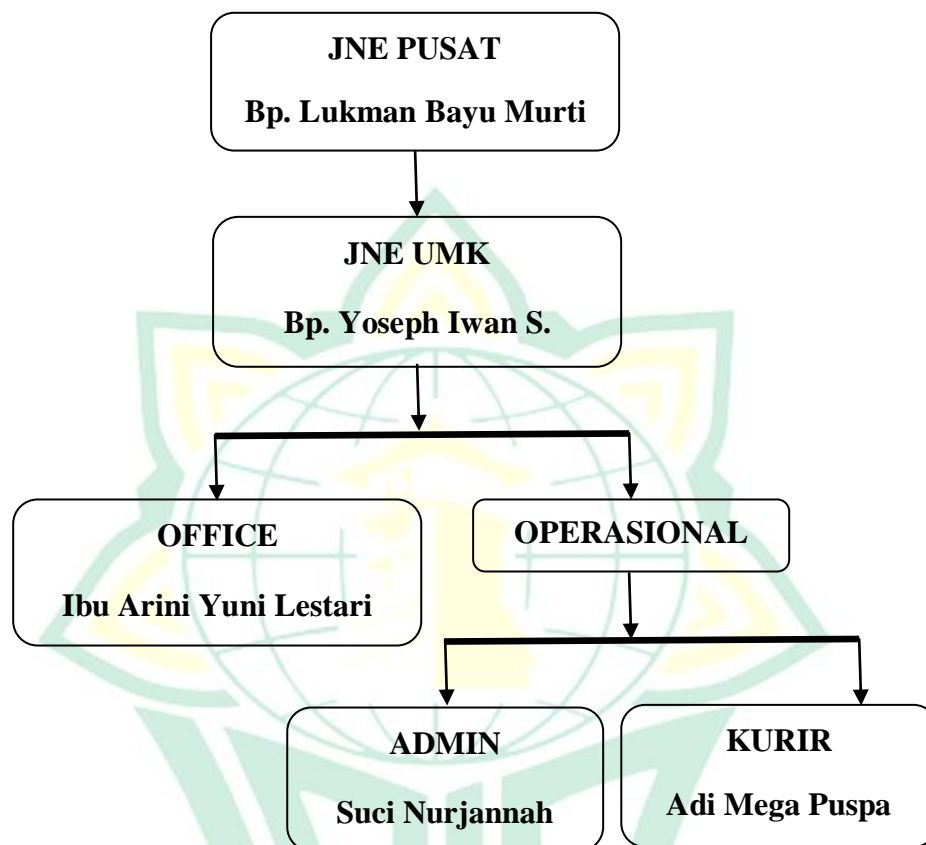 JNE PUSAT
Bp. Lukman Bayu Murti
JNE UMK
Bp. Yoseph Iwan S.
OFFICE
Ibu Arini Yuni Lestari
OPERASIONAL
ADMIN
Suci Nurjannah
KURIR
Adi Mega Puspa